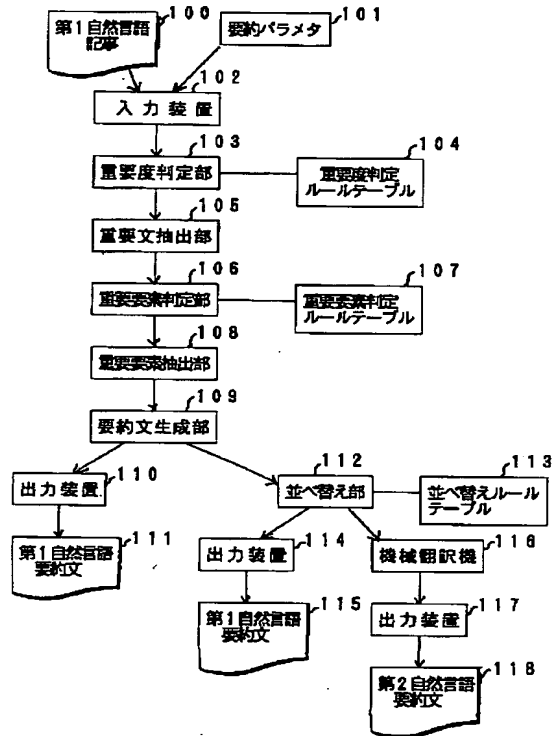 100
第1自然言語
記事
101
要約パラメタ
102
入力装置
103
重要度判定部
104
重要度判定
ルールテーブル
105
重要文抽出部
106
重要要素判定部
107
重要要素判定
ルールテーブル
108
重要要素抽出部
109
要約文生成部
110
出力装置
111
第1自然言語
要約文
112
並べ替え部
113
並べ替えルール
テーブル
114
出力装置
115
第1自然言語
要約文
116
機械翻訳機
117
出力装置
118
第2自然言語
要約文